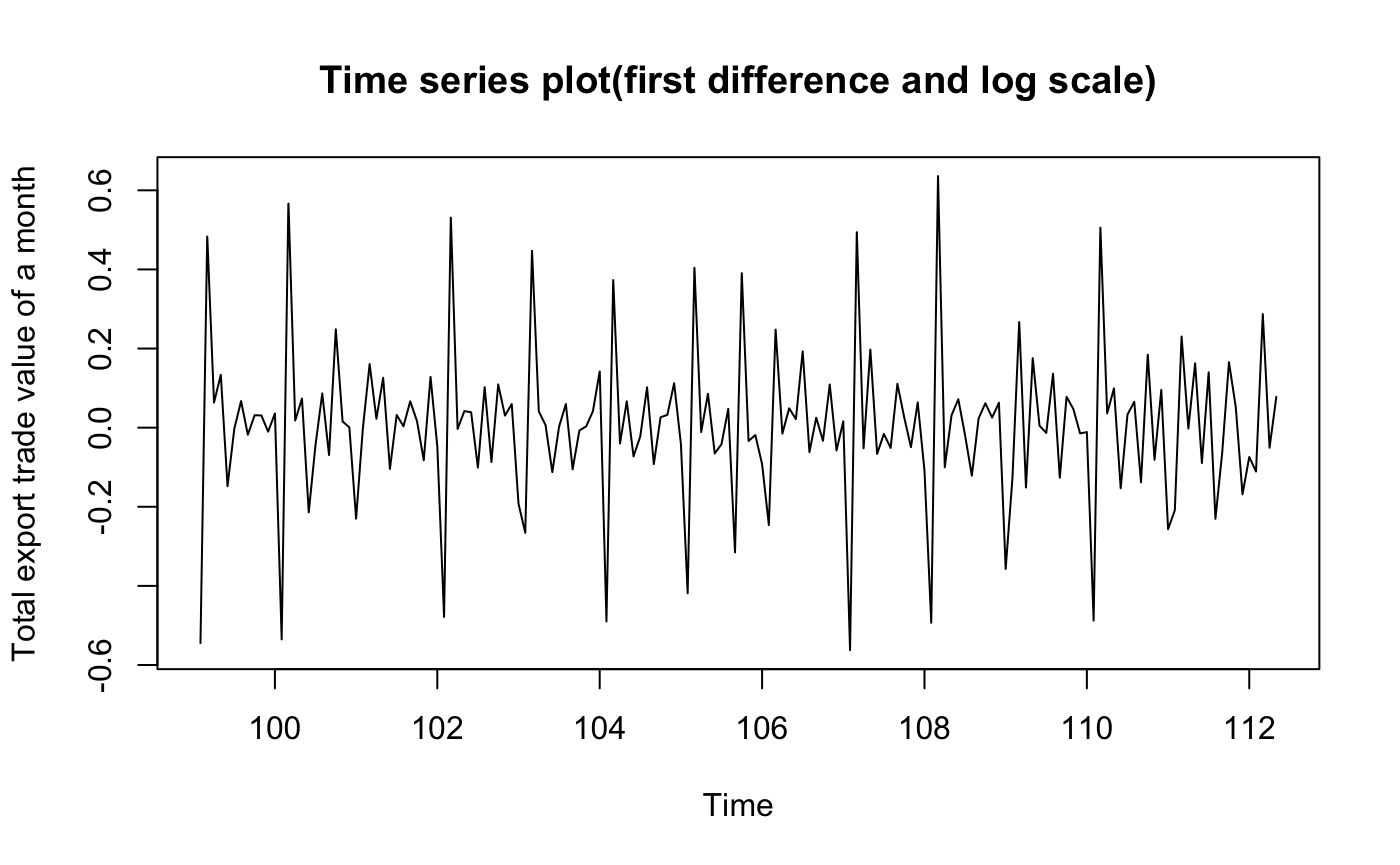 Time series plot(first difference and log scale)
Total export trade value of a month
0.6
0.4
0.2
0.0
-0.2
-0.6
100 102 104 106 108 110 112
Time